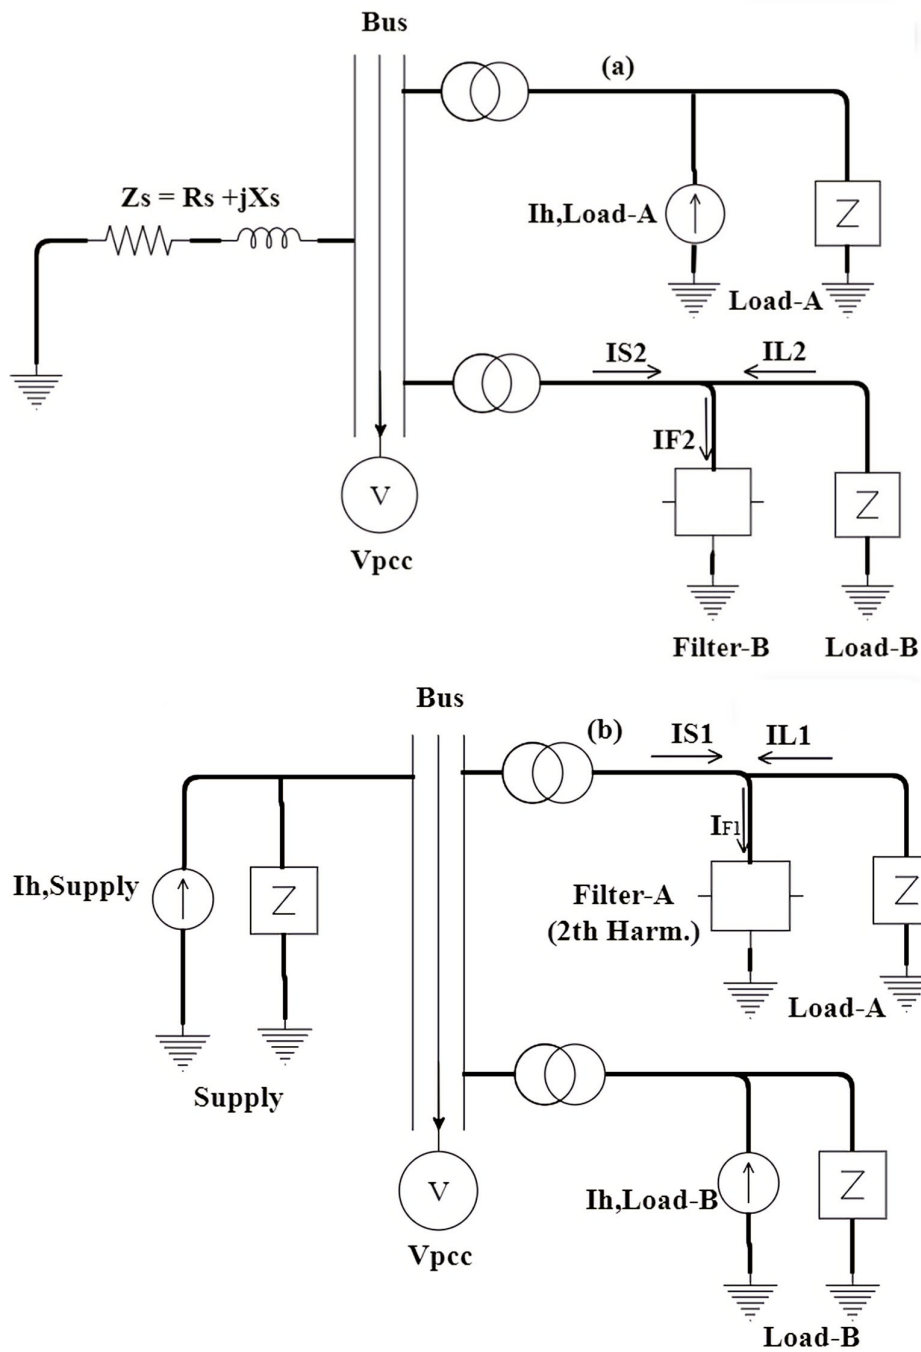 Bus
(a)
Zs = Rs +jXs
Ih,Load-A
Z
Load-A
IS2
IL2
IF2
Z
V
Vpcc
Filter-B
Load-B
Bus
(b)
IS1
IL1
IF1
Ih,Supply
Z
Filter-A
(2th Harm.)
Z
Load-A
Supply
V
Ih,Load-B
Z
Vpcc
Load-B